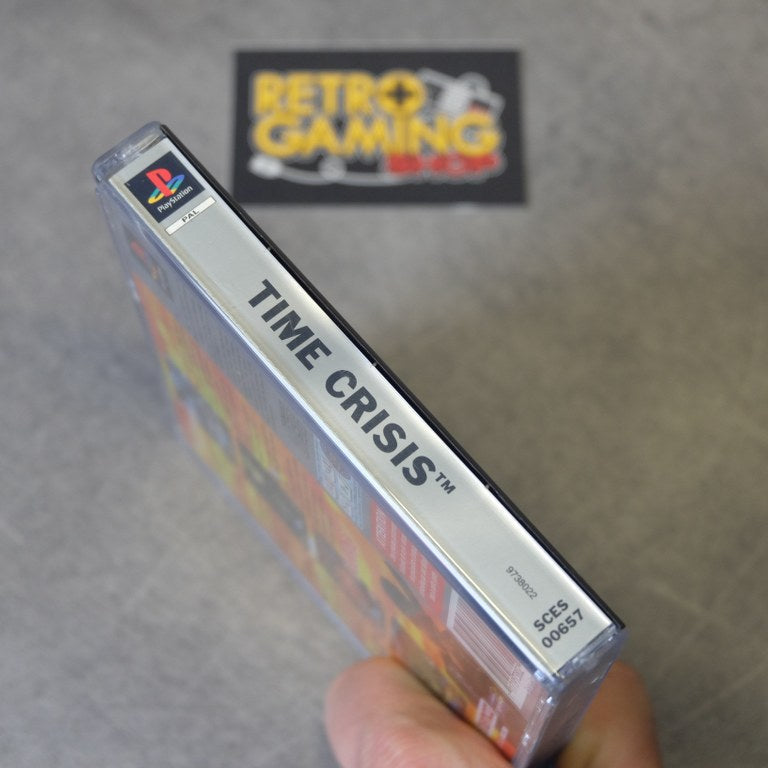 RETRO
GAMING
SHOP
PlayStation
PAL
TIME CRISIS™
9738022
SCES
00657